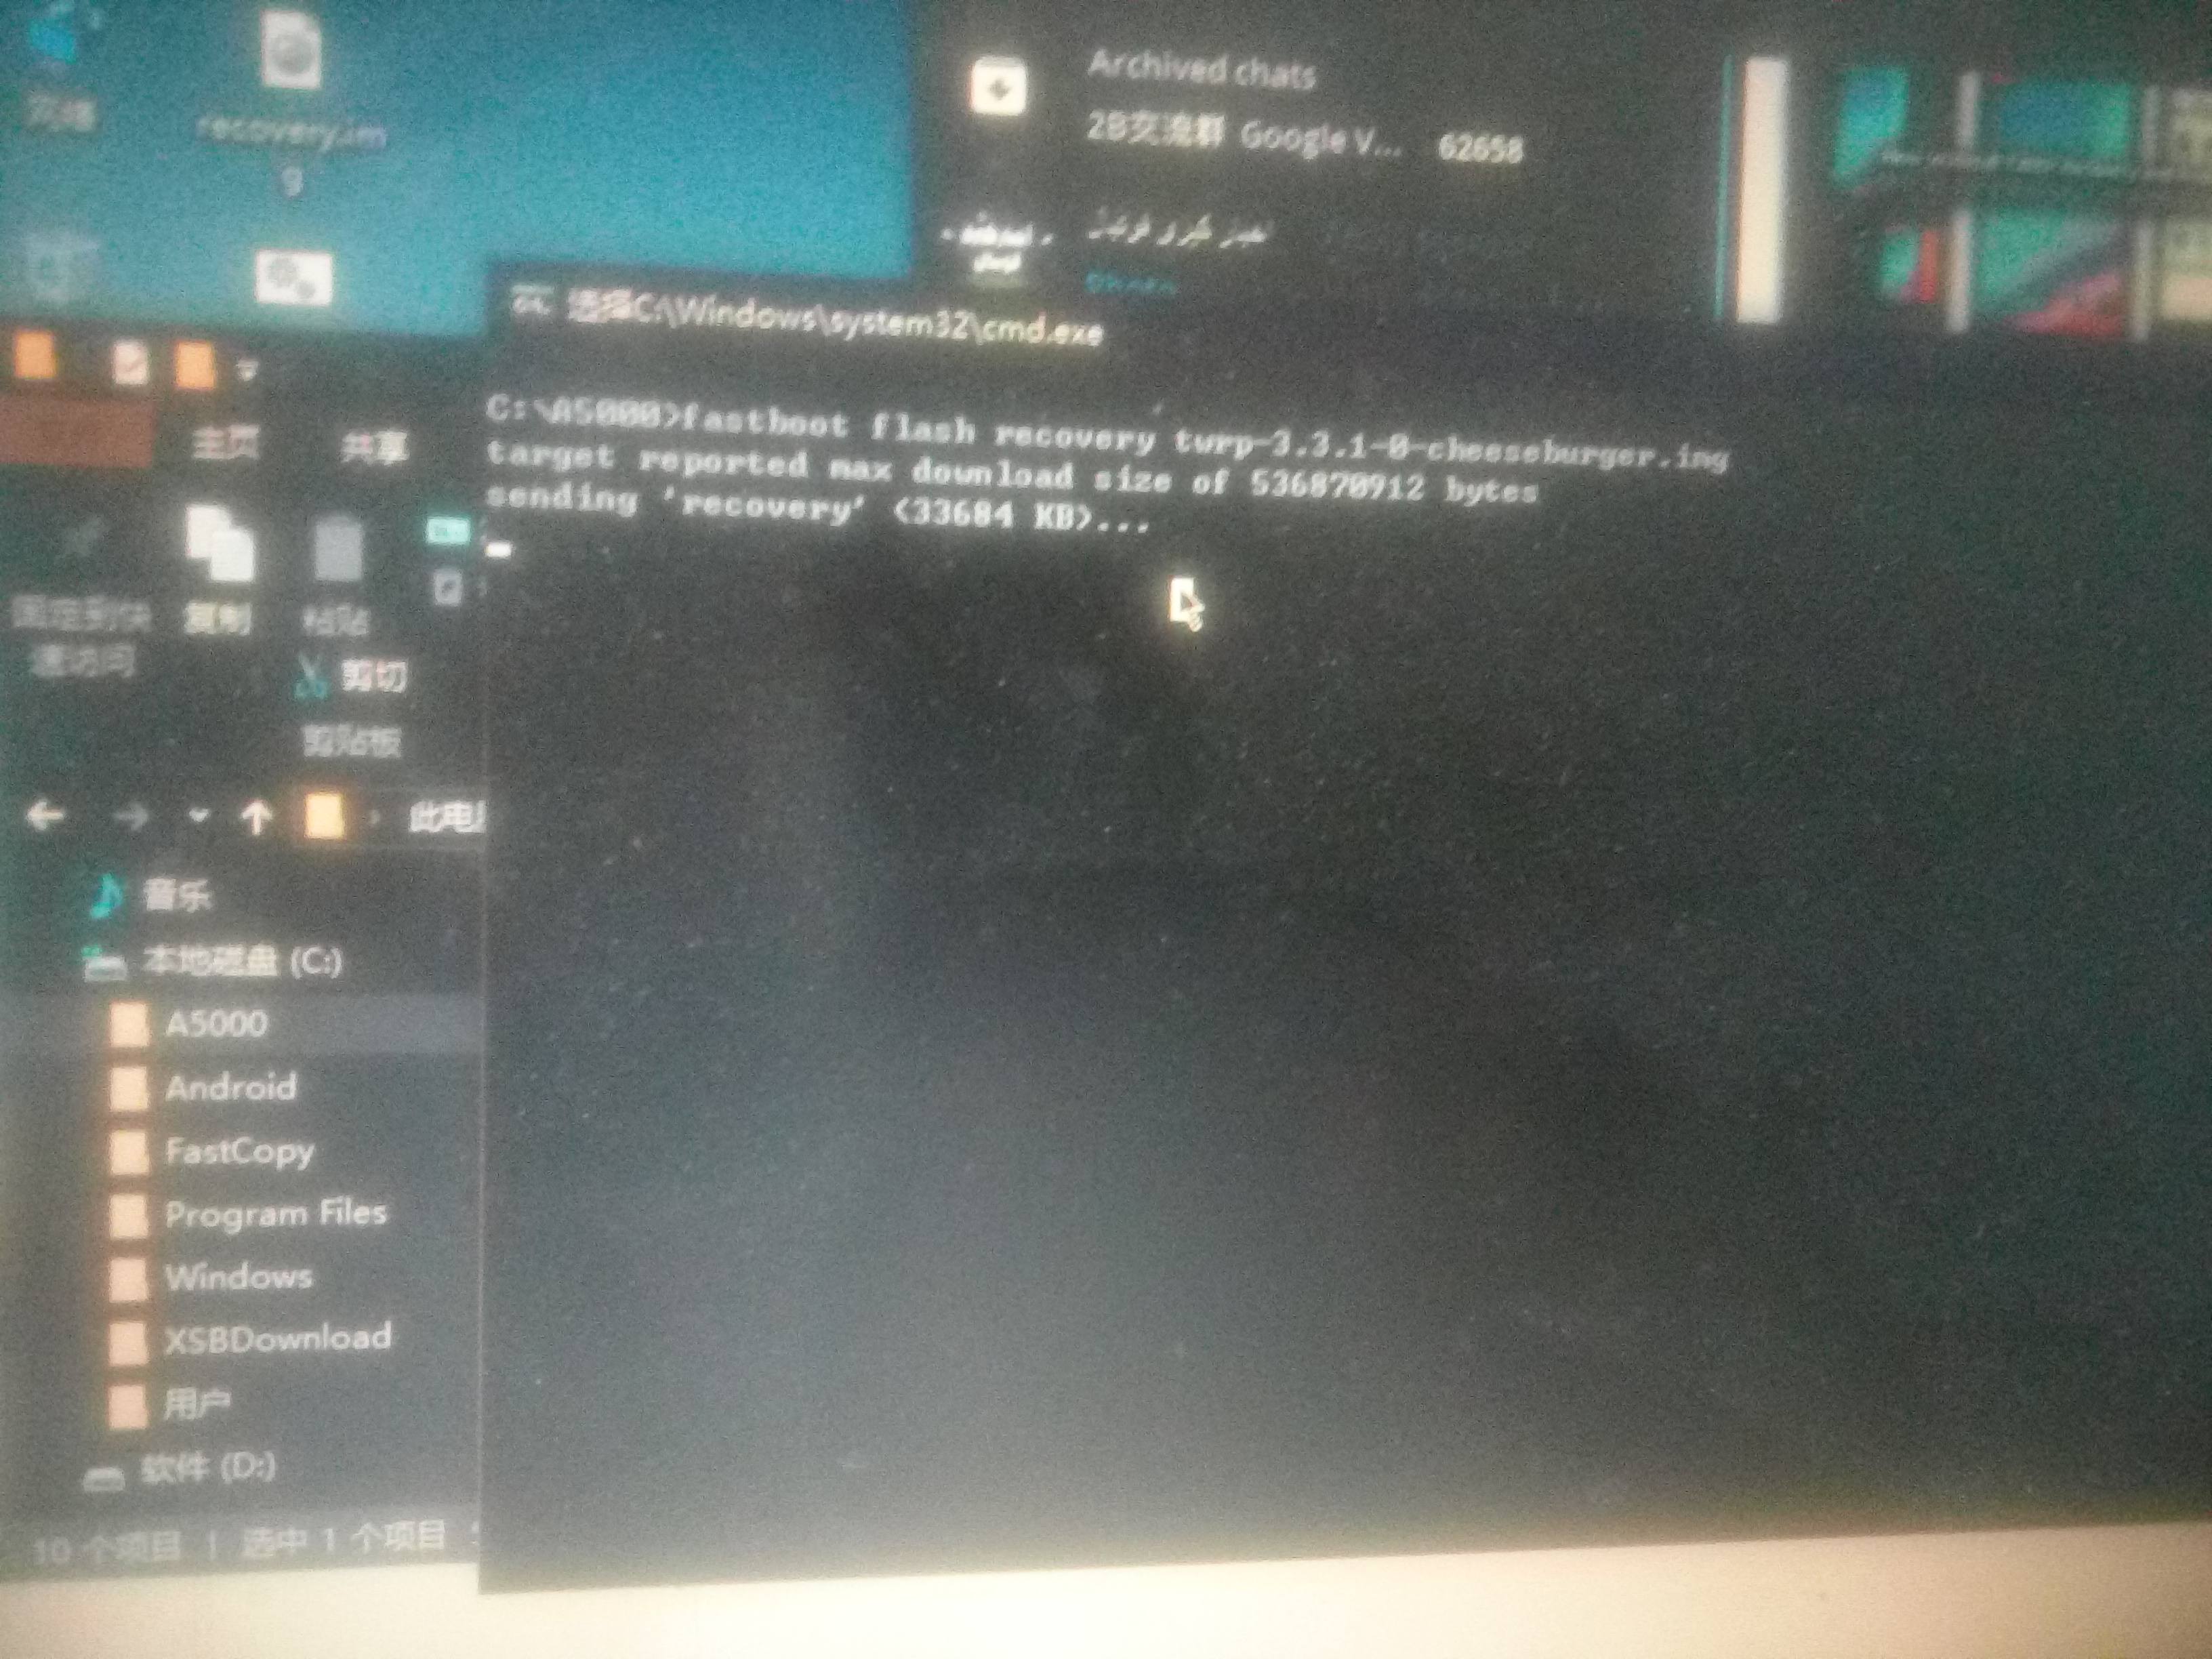 网络
recovery.im
g
Archived chats
2B交流群 Google V... 62658
选择C:\Windows\system32\cmd.exe
C:\A5000>fastboot flash recovery twrp-3.3.1-0-cheeseburger.img
target reported max download size of 536870912 bytes
sending 'recovery' (33684 KB)...
主页
共享
固定到快
速访问
复制
粘贴
剪切
剪贴板
此电
音乐
本地磁盘 (C:)
A5000
Android
FastCopy
Program Files
Windows
XSBDownload
用户
软件 (D:)
10 个项目
选中 1 个项目